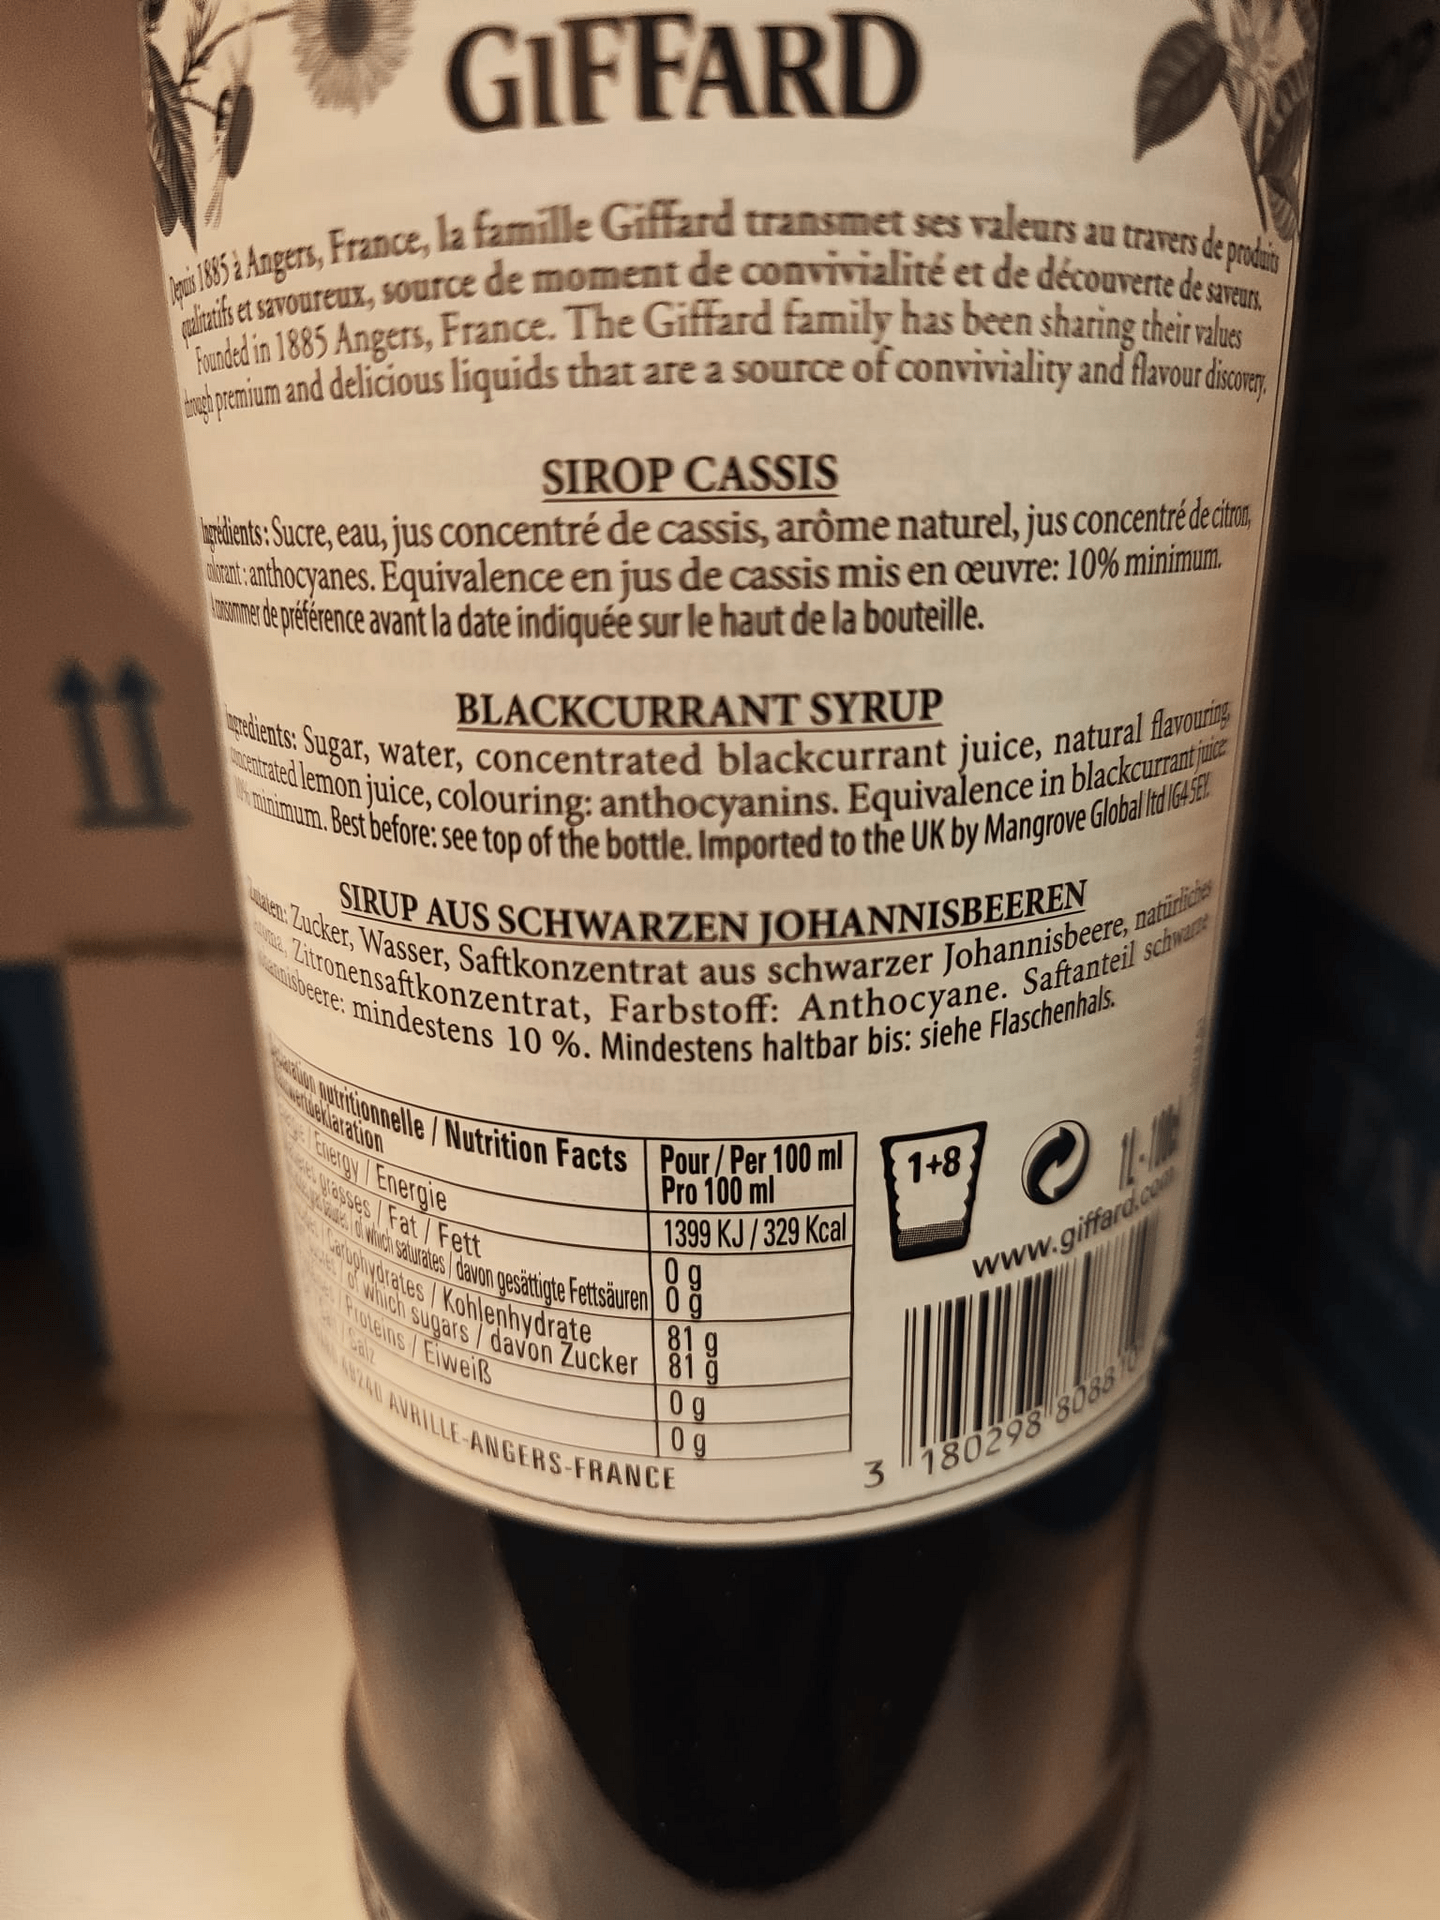 GIFFARD
Depuis 1885 à Angers, France, la famille Giffard transmet ses valeurs au travers de produits
qualitatifs et savoureux, source de moment de convivialité et de découverte de saveurs.
Founded in 1885 Angers, France. The Giffard family has been sharing their values
through premium and delicious liquids that are a source of conviviality and flavour discovery.
SIROP CASSIS
Ingrédients : Sucre, eau, jus concentré de cassis, arôme naturel, jus concentré de citron,
colorant : anthocyanes. Equivalence en jus de cassis mis en œuvre: 10% minimum.
A consommer de préférence avant la date indiquée sur le haut de la bouteille.
BLACKCURRANT SYRUP
Ingredients: Sugar, water, concentrated blackcurrant juice, natural flavouring,
concentrated lemon juice, colouring: anthocyanins. Equivalence in blackcurrant juice:
10% minimum. Best before: see top of the bottle. Imported to the UK by Mangrove Global ltd IG4 5EY.
SIRUP AUS SCHWARZEN JOHANNISBEEREN
Zutaten: Zucker, Wasser, Saftkonzentrat aus schwarzer Johannisbeere, natürliches
Aroma, Zitronensaftkonzentrat, Farbstoff: Anthocyane. Saftanteil schwarze
Johannisbeere: mindestens 10 %. Mindestens haltbar bis: siehe Flaschenhals.
nutritionnelle / Nutrition Facts Pour / Per 100 ml
Pro 100 ml
Energy / Energie 1399 KJ / 329 Kcal
grasses / Fat / Fett 0 g
of which saturates / davon gesättigte Fettsäuren 0 g
Carbohydrates / Kohlenhydrate 81 g
of which sugars / davon Zucker 81 g
Proteins / Eiweiß 0 g
Salz 0 g
1+8
1L
www.giffard.com
49240 AVRILLE-ANGERS-FRANCE
3 180298 8088